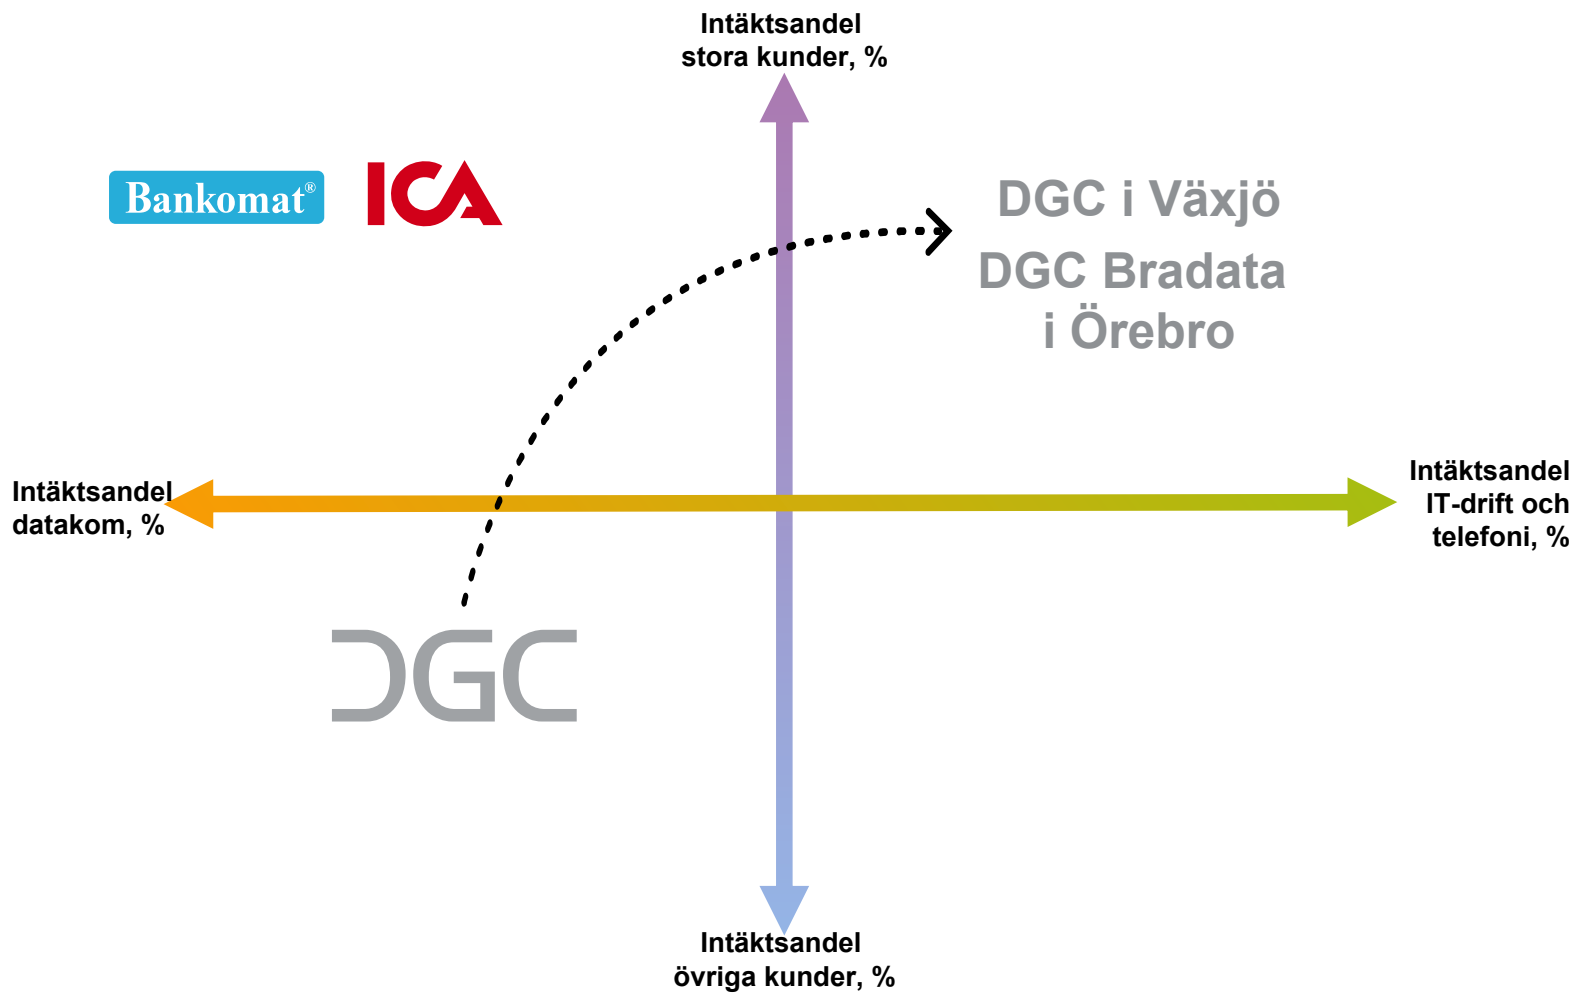 Intäktsandel
stora kunder, %
Bankomat®
ICA
DGC i Växjö
DGC Bradata
i Örebro
Intäktsandel
datakom, %
Intäktsandel
IT-drift och
telefoni, %
DGC
Intäktsandel
övriga kunder, %